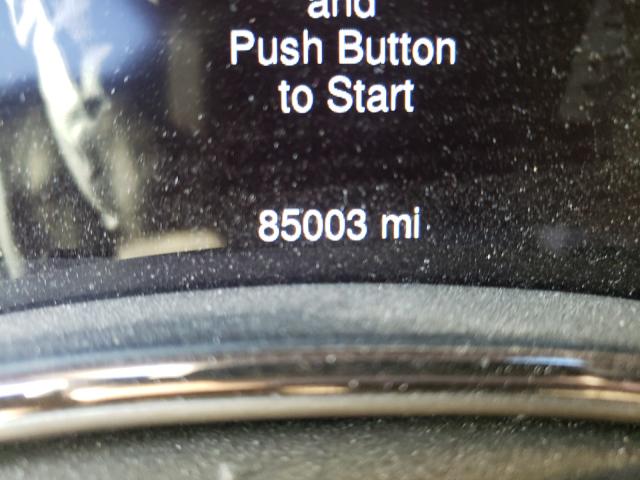 and
Push Button
to Start
85003 mi